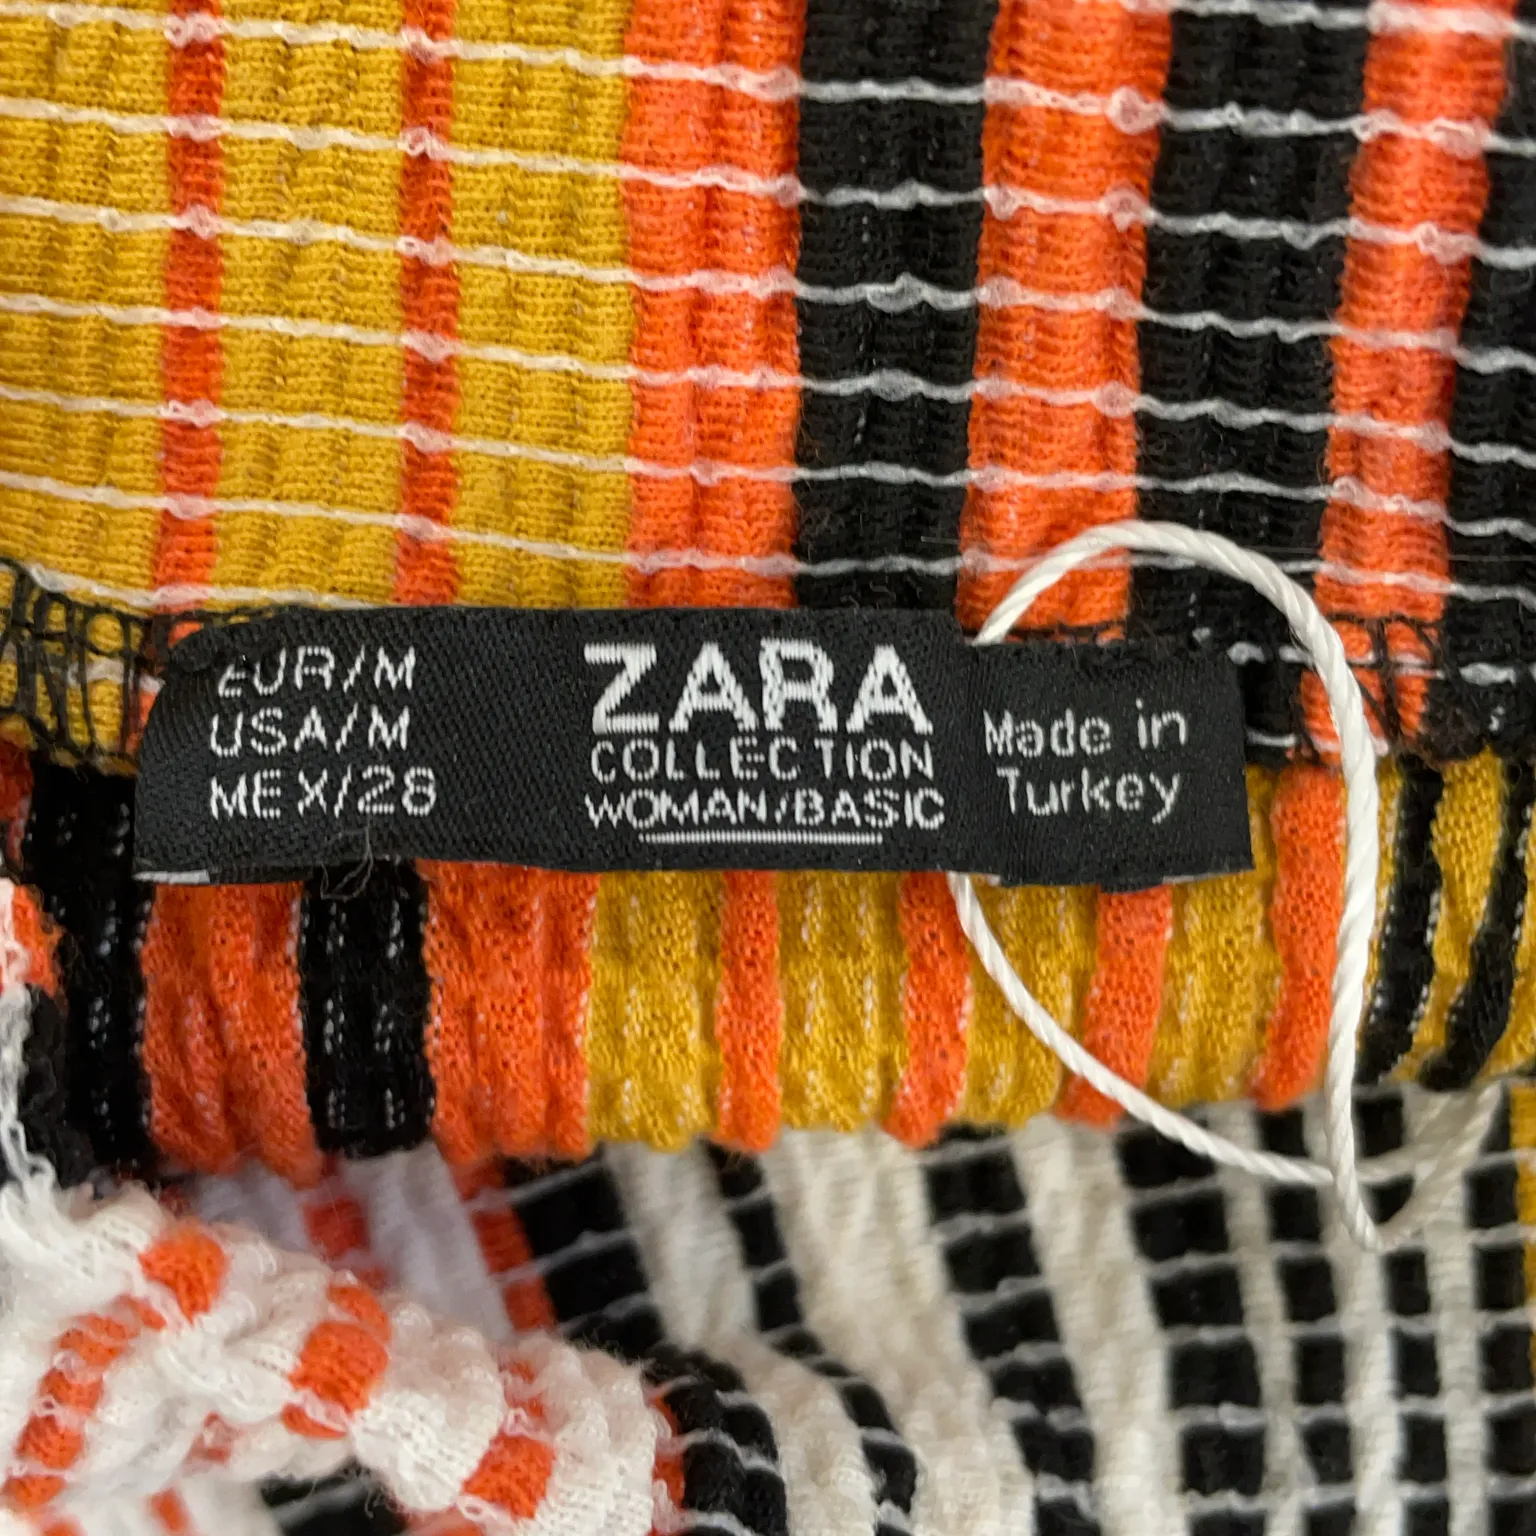 EUR/M
USA/M
MEX/28
ZARA
COLLECTION
WOMAN/BASIC
Made in
Turkey